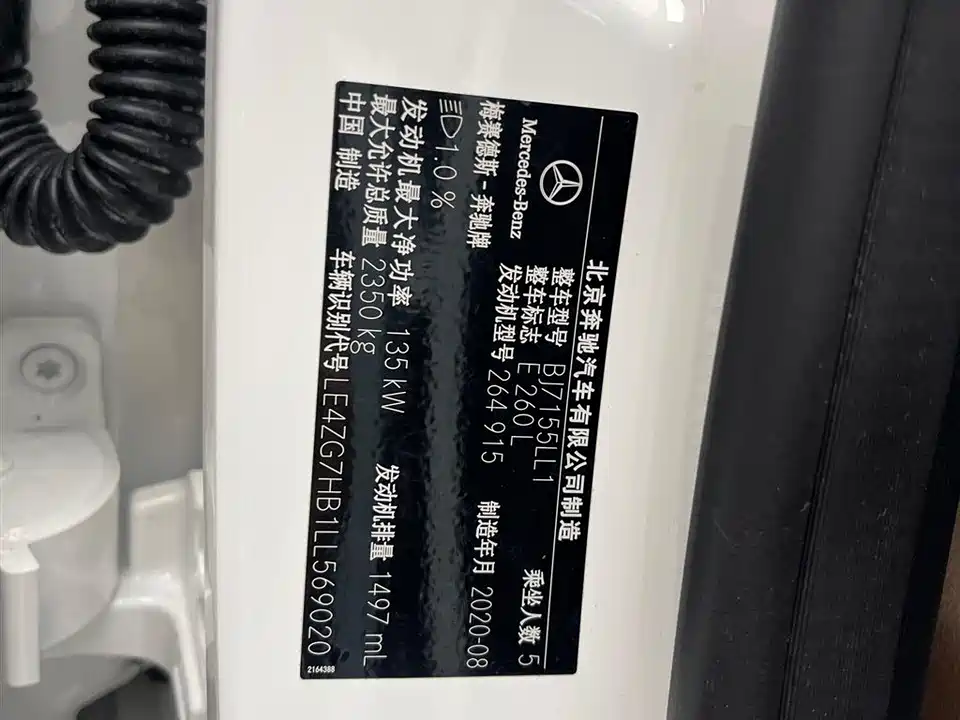 北京奔驰汽车有限公司制造
Mercedes-Benz
梅赛德斯-奔驰牌
整车型号 BJ7155LL1
整车标志 E 260 L
乘坐人数 5
发动机型号 264 915
制造年月 2020-08
1.0 %
发动机最大净功率 135 kW
发动机排量 1497 mL
最大允许总质量 2350 kg
中国 制造
车辆识别代号 LE4ZG7HB1LL569020
2164388